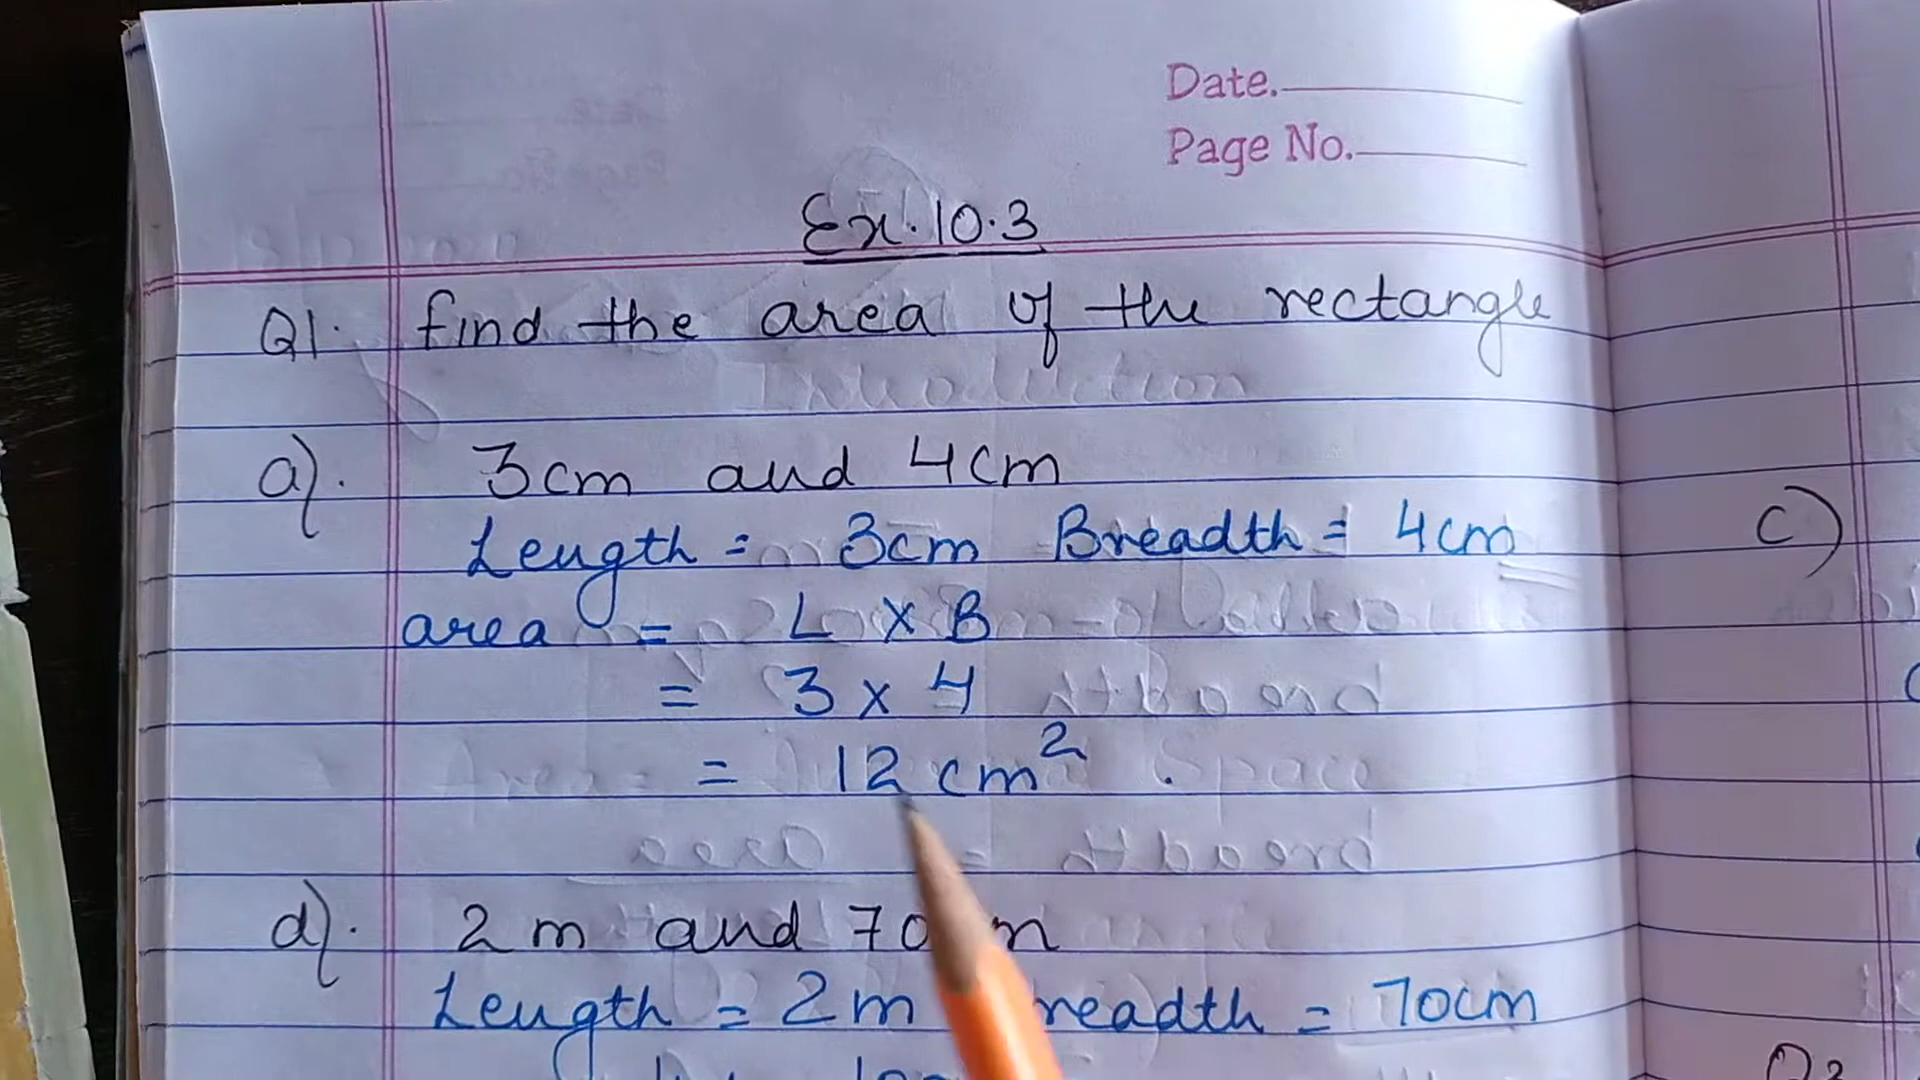 Date.
Page No.
Ex. 10.3
Q1. find the area of the rectangle
a). 3cm and 4cm
Length = 3cm Breadth = 4cm
area = L x B
= 3 x 4
= 12 cm²
d). 2m and 70cm
Length = 2m Breadth = 70cm
c)